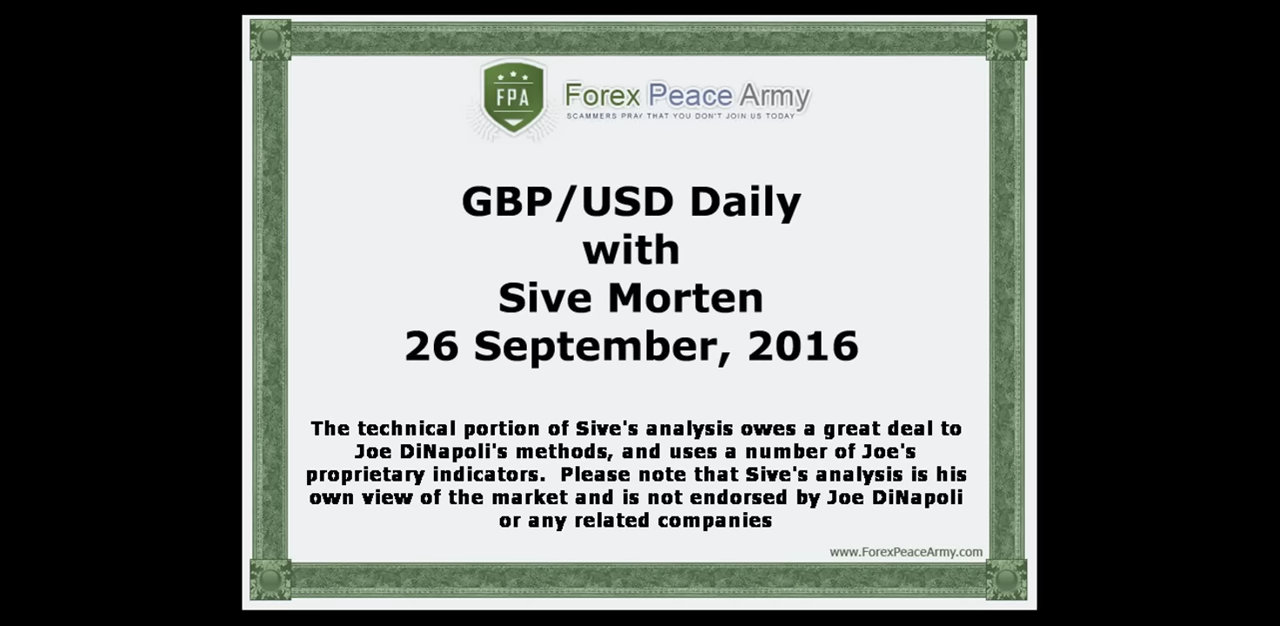 FPA
Forex Peace Army
SCAMMERS PRAY THAT YOU DON'T JOIN US TODAY
GBP/USD Daily
with
Sive Morten
26 September, 2016
The technical portion of Sive's analysis owes a great deal to
Joe DiNapoli's methods, and uses a number of Joe's
proprietary indicators.  Please note that Sive's analysis is his
own view of the market and is not endorsed by Joe DiNapoli
or any related companies
www.ForexPeaceArmy.com